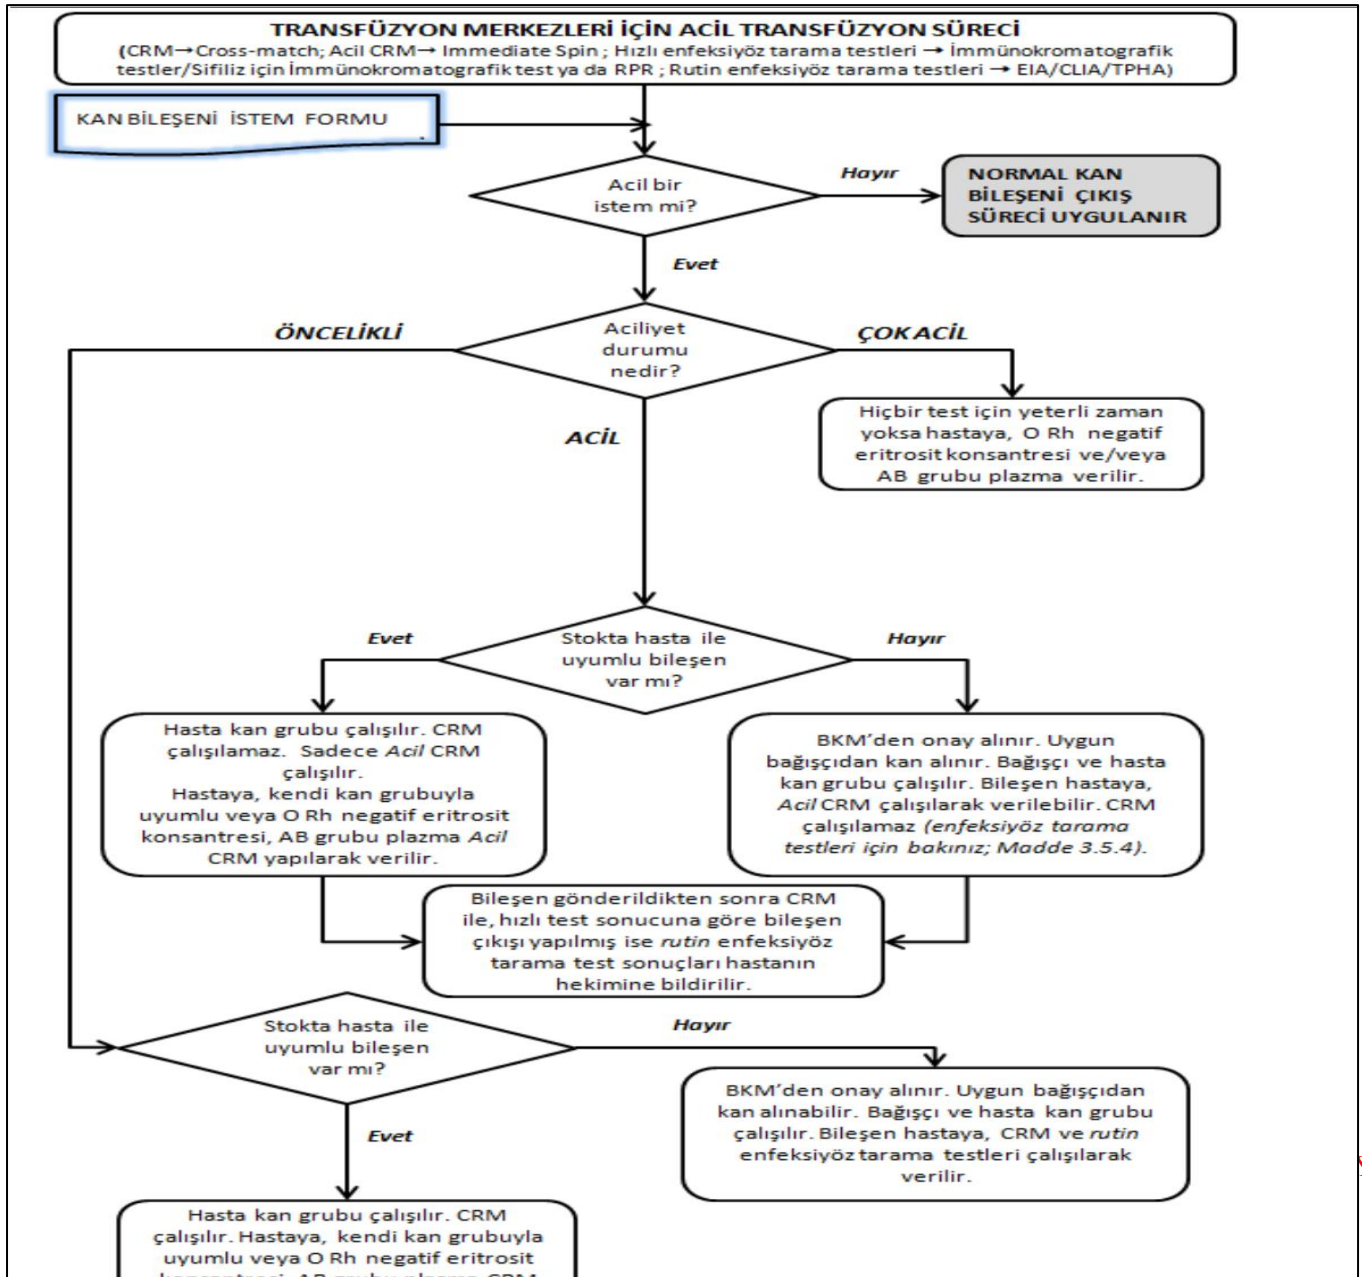 TRANSFÜZYON MERKEZLERİ İÇİN ACİL TRANSFÜZYON SÜRECİ
(CRM→Cross-match; Acil CRM→ Immediate Spin ; Hızlı enfeksiyöz tarama testleri → İmmünokromatografik
testler/Sifiliz için İmmünokromatografik test ya da RPR ; Rutin enfeksiyöz tarama testleri → EIA/CLIA/TPHA)
KAN BİLEŞENİ İSTEM FORMU
Acil bir
istem mi?
Hayır
NORMAL KAN
BİLEŞENİ ÇIKIŞ
SÜRECİ UYGULANIR
Evet
ÖNCELİKLİ
Aciliyet
durumu
nedir?
ÇOK ACİL
Hiçbir test için yeterli zaman
yoksa hastaya, O Rh negatif
eritrosit konsantresi ve/veya
AB grubu plazma verilir.
ACİL
Evet
Stokta hasta ile
uyumlu bileşen
var mı?
Hayır
Hasta kan grubu çalışılır. CRM
çalışılamaz. Sadece Acil CRM
çalışılır.
Hastaya, kendi kan grubuyla
uyumlu veya O Rh negatif eritrosit
konsantresi, AB grubu plazma Acil
CRM yapılarak verilir.
BKM'den onay alınır. Uygun
bağışçıdan kan alınır. Bağışçı ve hasta
kan grubu çalışılır. Bileşen hastaya,
Acil CRM çalışılarak verilebilir. CRM
çalışılamaz (enfeksiyöz tarama
testleri için bakınız; Madde 3.5.4).
Bileşen gönderildikten sonra CRM
ile, hızlı test sonucuna göre bileşen
çıkışı yapılmış ise rutin enfeksiyöz
tarama test sonuçları hastanın
hekimine bildirilir.
Stokta hasta ile
uyumlu bileşen
var mı?
Hayır
BKM'den onay alınır. Uygun bağışçıdan
kan alınabilir. Bağışçı ve hasta kan grubu
çalışılır. Bileşen hastaya, CRM ve rutin
enfeksiyöz tarama testleri çalışılarak
verilir.
Evet
Hasta kan grubu çalışılır. CRM
çalışılır. Hastaya, kendi kan grubuyla
uyumlu veya O Rh negatif eritrosit